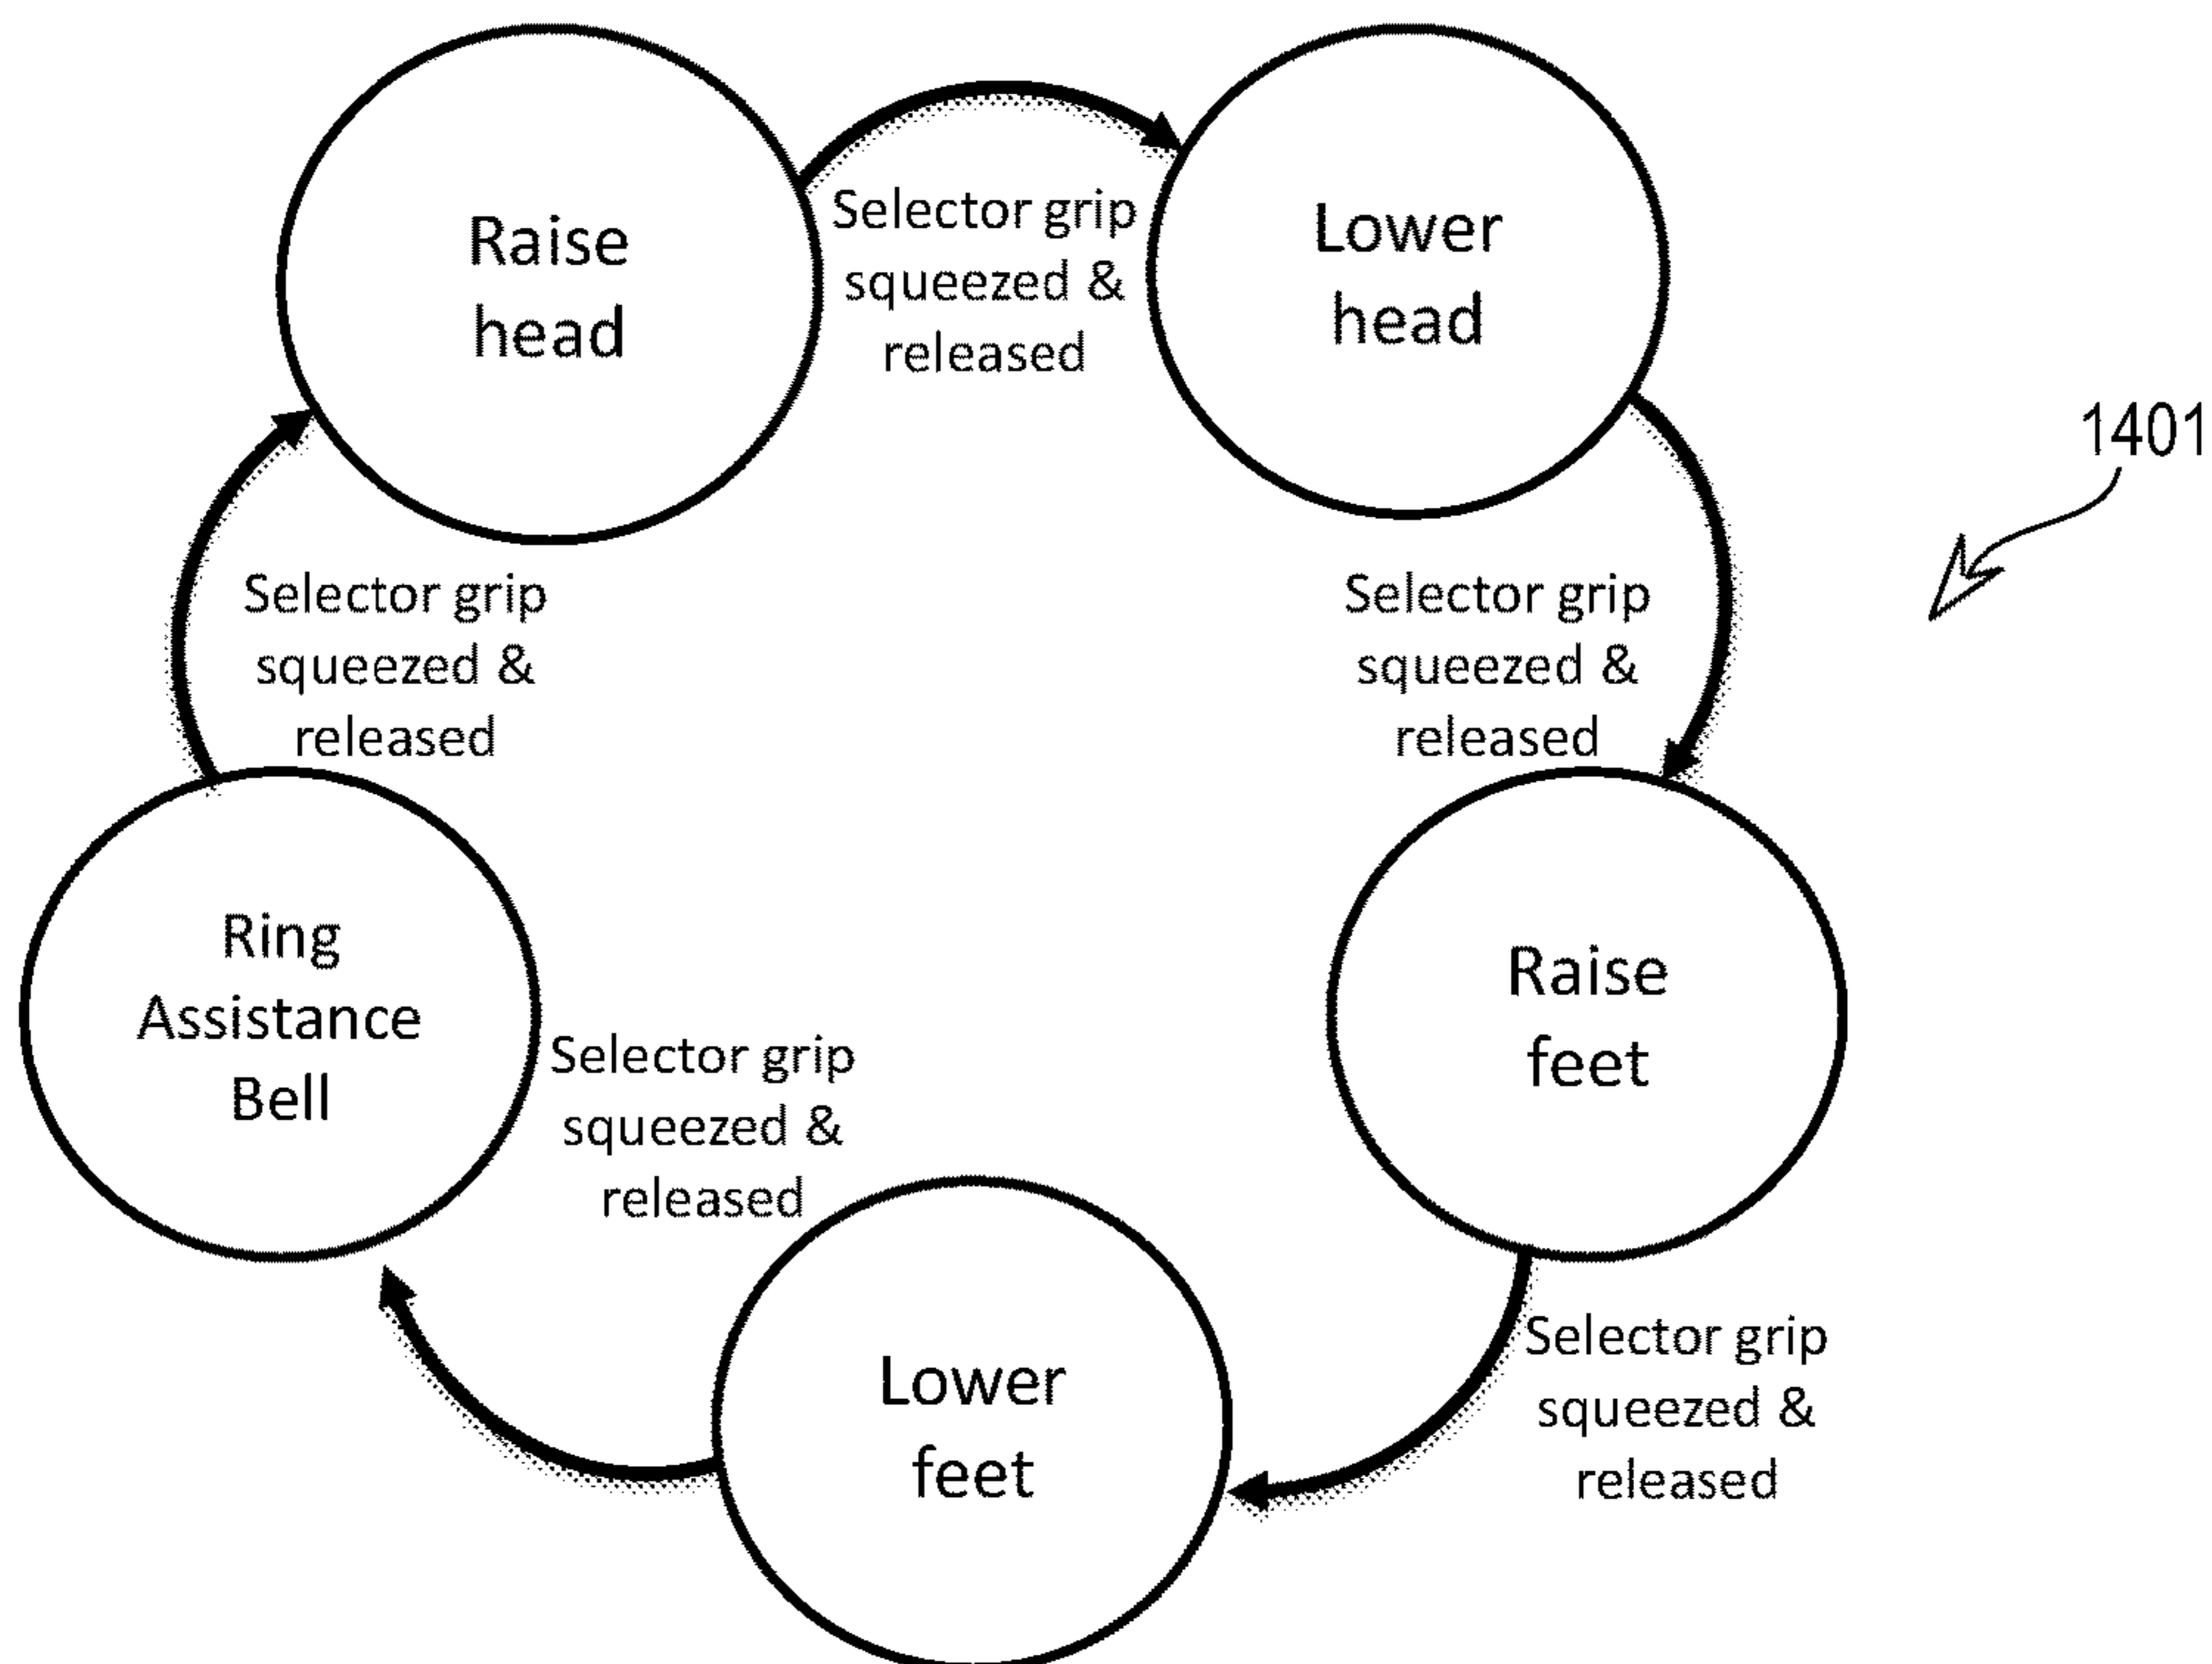 Raise
head
Selector grip
squeezed &
released
Lower
head
1401
Selector grip
squeezed &
released
Selector grip
squeezed &
released
Ring
Assistance
Bell
Raise
feet
Selector grip
squeezed &
released
Lower
feet
Selector grip
squeezed &
released